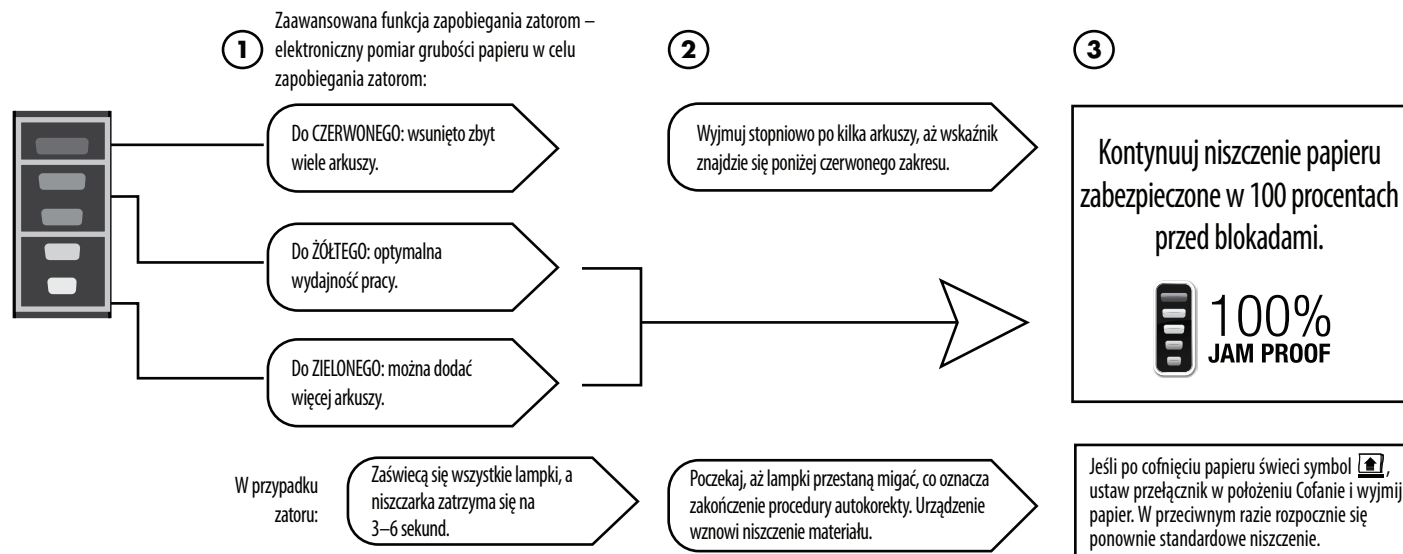 1
Zaawansowana funkcja zapobiegania zatorom –
elektroniczny pomiar grubości papieru w celu
zapobiegania zatorom:
Do CZERWONEGO: wsunięto zbyt
wiele arkuszy.
Do ŻÓŁTEGO: optymalna
wydajność pracy.
Do ZIELONEGO: można dodać
więcej arkuszy.
2
Wyjmuj stopniowo po kilka arkuszy, aż wskaźnik
znajdzie się poniżej czerwonego zakresu.
3
Kontynuuj niszczenie papieru
zabezpieczone w 100 procentach
przed blokadami.
100%
JAM PROOF
W przypadku
zatoru:
Zaświecą się wszystkie lampki, a
niszczarka zatrzyma się na
3–6 sekund.
Poczekaj, aż lampki przestaną migać, co oznacza
zakończenie procedury autokorekty. Urządzenie
wznowi niszczenie materiału.
Jeśli po cofnięciu papieru świeci symbol ,
ustaw przełącznik w położeniu Cofanie i wyjmij
papier. W przeciwnym razie rozpocznie się
ponownie standardowe niszczenie.